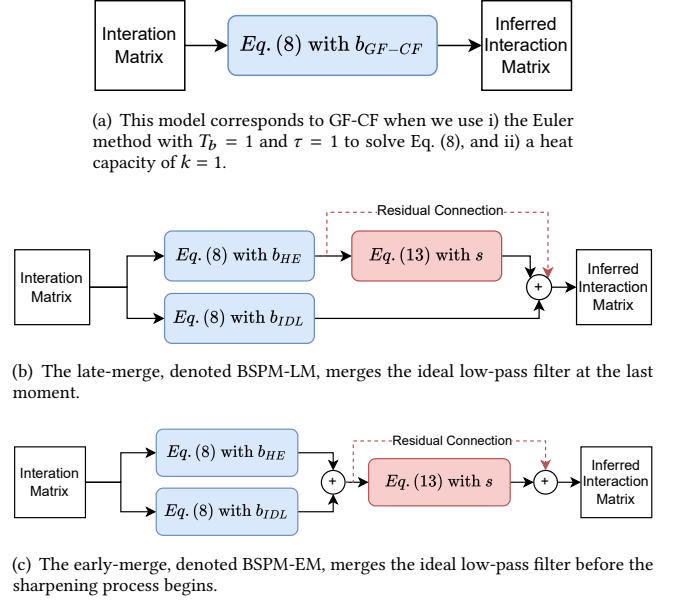 Interation
Matrix
Eq. (8) with b_{GF-CF}
Inferred
Interaction
Matrix
(a) This model corresponds to GF-CF when we use i) the Euler
method with T_b = 1 and τ = 1 to solve Eq. (8), and ii) a heat
capacity of k = 1.
Residual Connection
Interation
Matrix
Eq. (8) with b_{HE}
Eq. (13) with s
Eq. (8) with b_{IDL}
+
Inferred
Interaction
Matrix
(b) The late-merge, denoted BSPM-LM, merges the ideal low-pass filter at the last
moment.
Residual Connection
Interation
Matrix
Eq. (8) with b_{HE}
Eq. (8) with b_{IDL}
+
Eq. (13) with s
+
Inferred
Interaction
Matrix
(c) The early-merge, denoted BSPM-EM, merges the ideal low-pass filter before the
sharpening process begins.